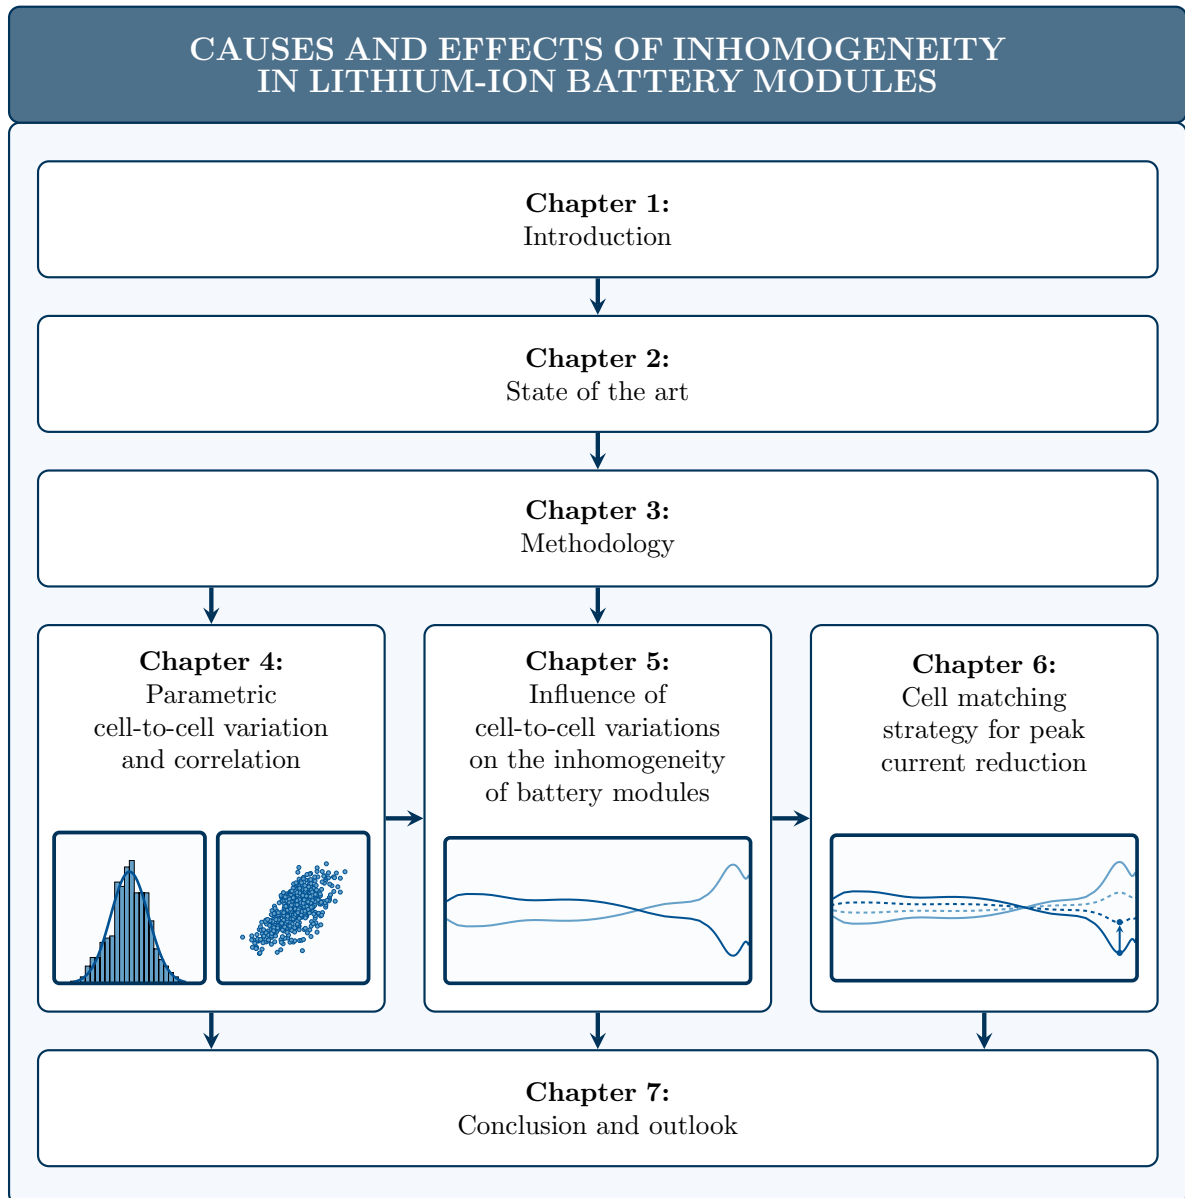 CAUSES AND EFFECTS OF INHOMOGENEITY
IN LITHIUM-ION BATTERY MODULES
Chapter 1:
Introduction
Chapter 2:
State of the art
Chapter 3:
Methodology
Chapter 4:
Parametric
cell-to-cell variation
and correlation
Chapter 5:
Influence of
cell-to-cell variations
on the inhomogeneity
of battery modules
Chapter 6:
Cell matching
strategy for peak
current reduction
Chapter 7:
Conclusion and outlook